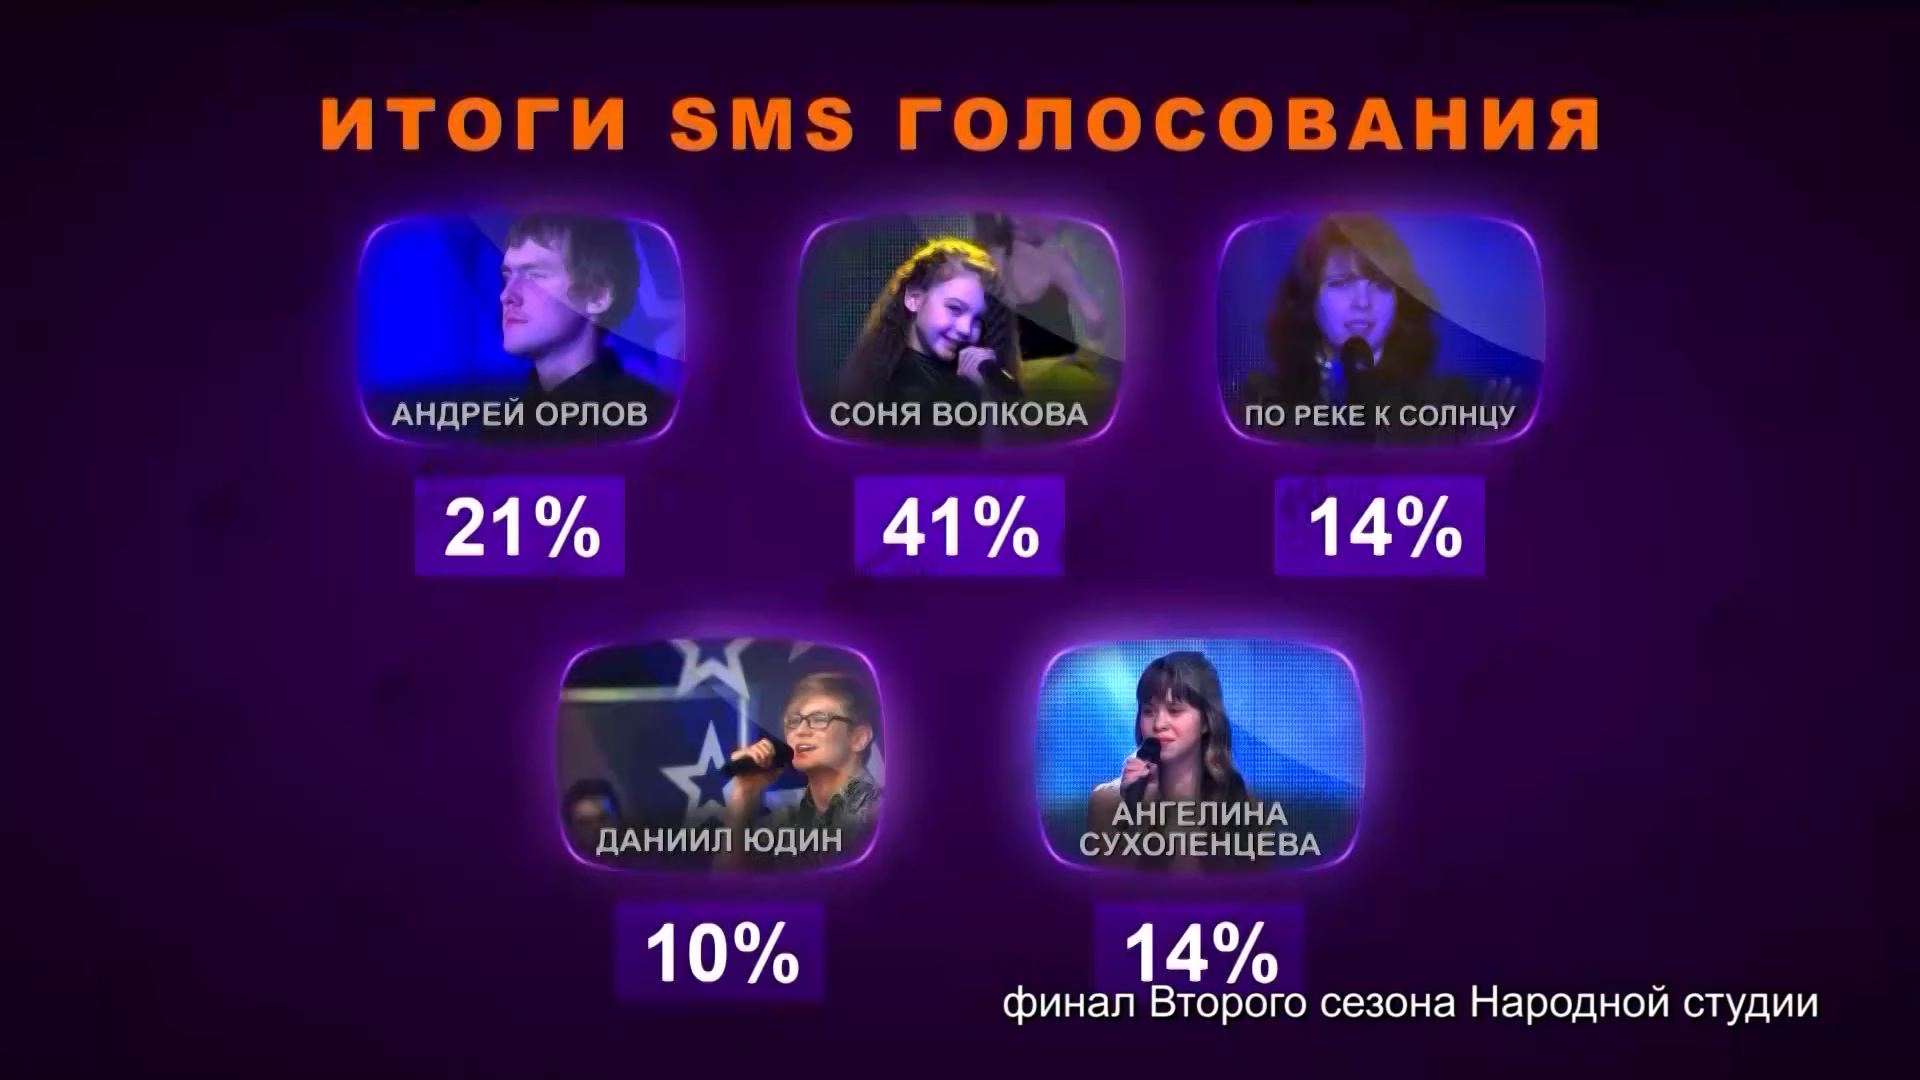 ИТОГИ SMS ГОЛОСОВАНИЯ
АНДРЕЙ ОРЛОВ
21%
СОНЯ ВОЛКОВА
41%
ПО РЕКЕ К СОЛНЦУ
14%
ДАНИИЛ ЮДИН
10%
АНГЕЛИНА
СУХОЛЕНЦЕВА
14%
финал Второго сезона Народной студии